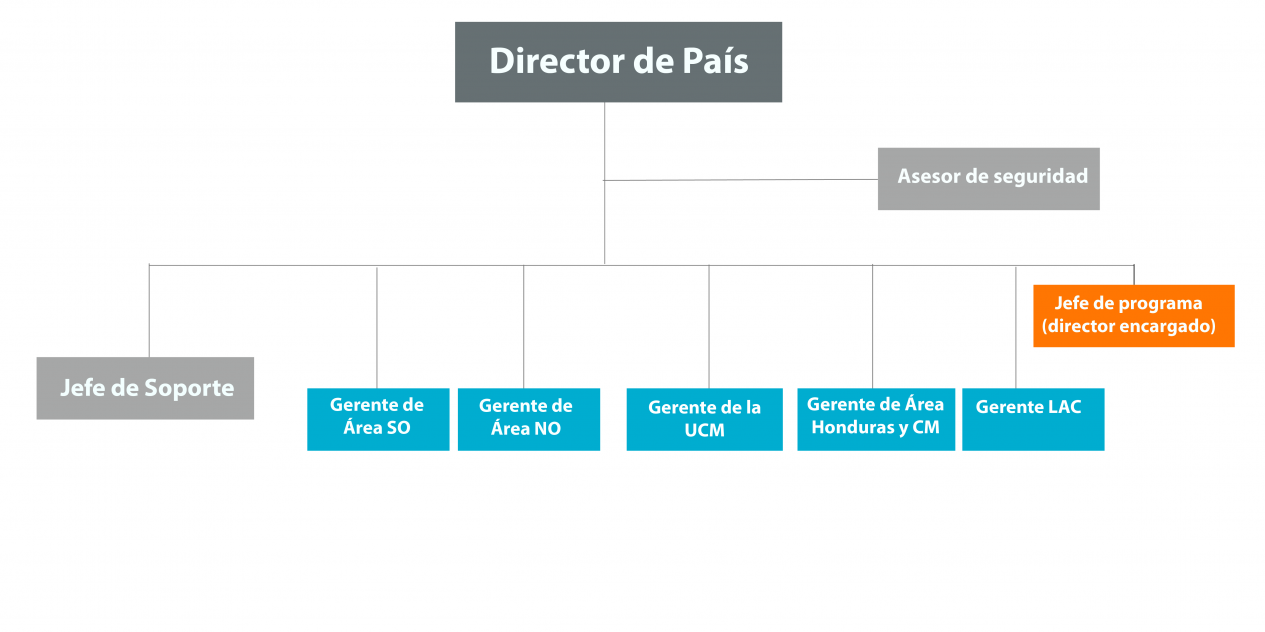 Director de País
Asesor de seguridad
Jefe de programa
(director encargado)
Jefe de Soporte
Gerente de
Área SO
Gerente de
Área NO
Gerente de la
UCM
Gerente de Área
Honduras y CM
Gerente LAC